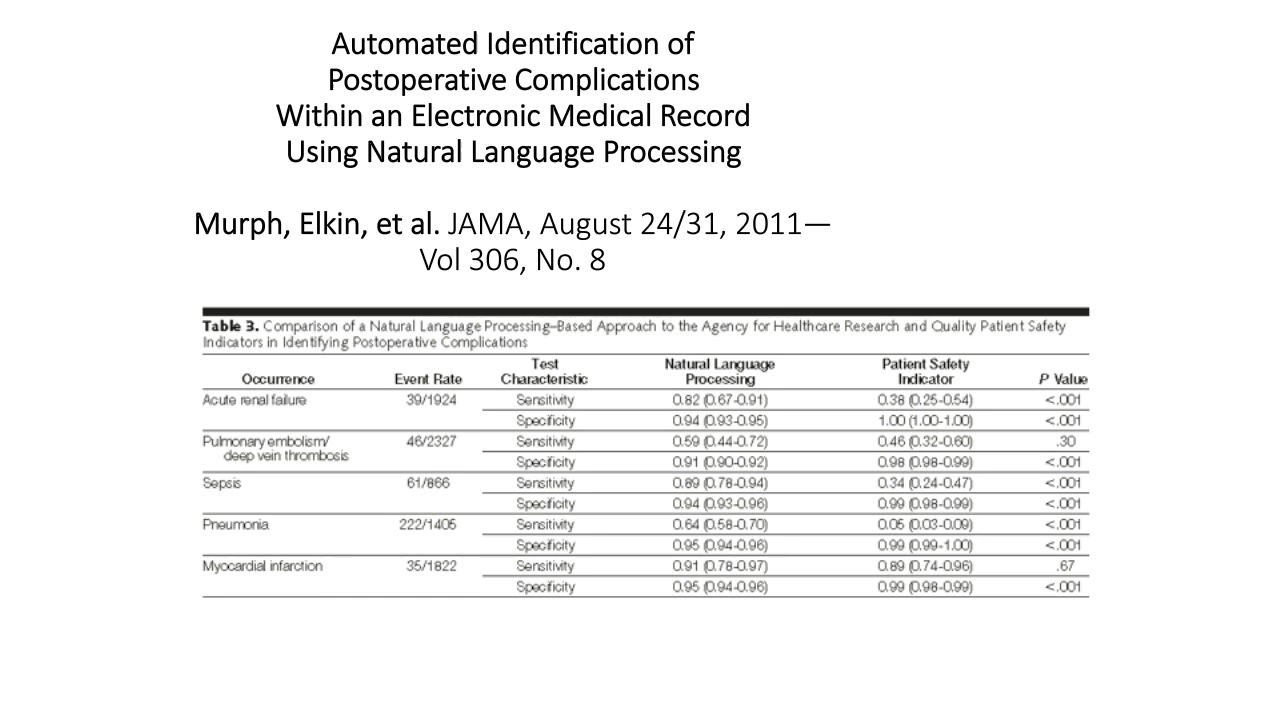 Automated Identification of
Postoperative Complications
Within an Electronic Medical Record
Using Natural Language Processing
Murph, Elkin, et al. JAMA, August 24/31, 2011—
Vol 306, No. 8
Table 3. Comparison of a Natural Language Processing–Based Approach to the Agency for Healthcare Research and Quality Patient Safety
Indicators in Identifying Postoperative Complications
Occurrence Event Rate Test Characteristic Natural Language Processing Patient Safety Indicator P Value
Acute renal failure 39/1924 Sensitivity 0.82 (0.67-0.91) 0.38 (0.25-0.54) <.001
Specificity 0.94 (0.93-0.95) 1.00 (1.00-1.00) <.001
Pulmonary embolism/ 46/2327 Sensitivity 0.59 (0.44-0.72) 0.46 (0.32-0.60) .30
deep vein thrombosis Specificity 0.91 (0.90-0.92) 0.98 (0.98-0.99) <.001
Sepsis 61/866 Sensitivity 0.89 (0.78-0.94) 0.34 (0.24-0.47) <.001
Specificity 0.94 (0.93-0.96) 0.99 (0.98-0.99) <.001
Pneumonia 222/1405 Sensitivity 0.64 (0.58-0.70) 0.05 (0.03-0.09) <.001
Specificity 0.95 (0.94-0.96) 0.99 (0.99-1.00) <.001
Myocardial infarction 35/1822 Sensitivity 0.91 (0.78-0.97) 0.89 (0.74-0.96) .67
Specificity 0.95 (0.94-0.96) 0.99 (0.98-0.99) <.001